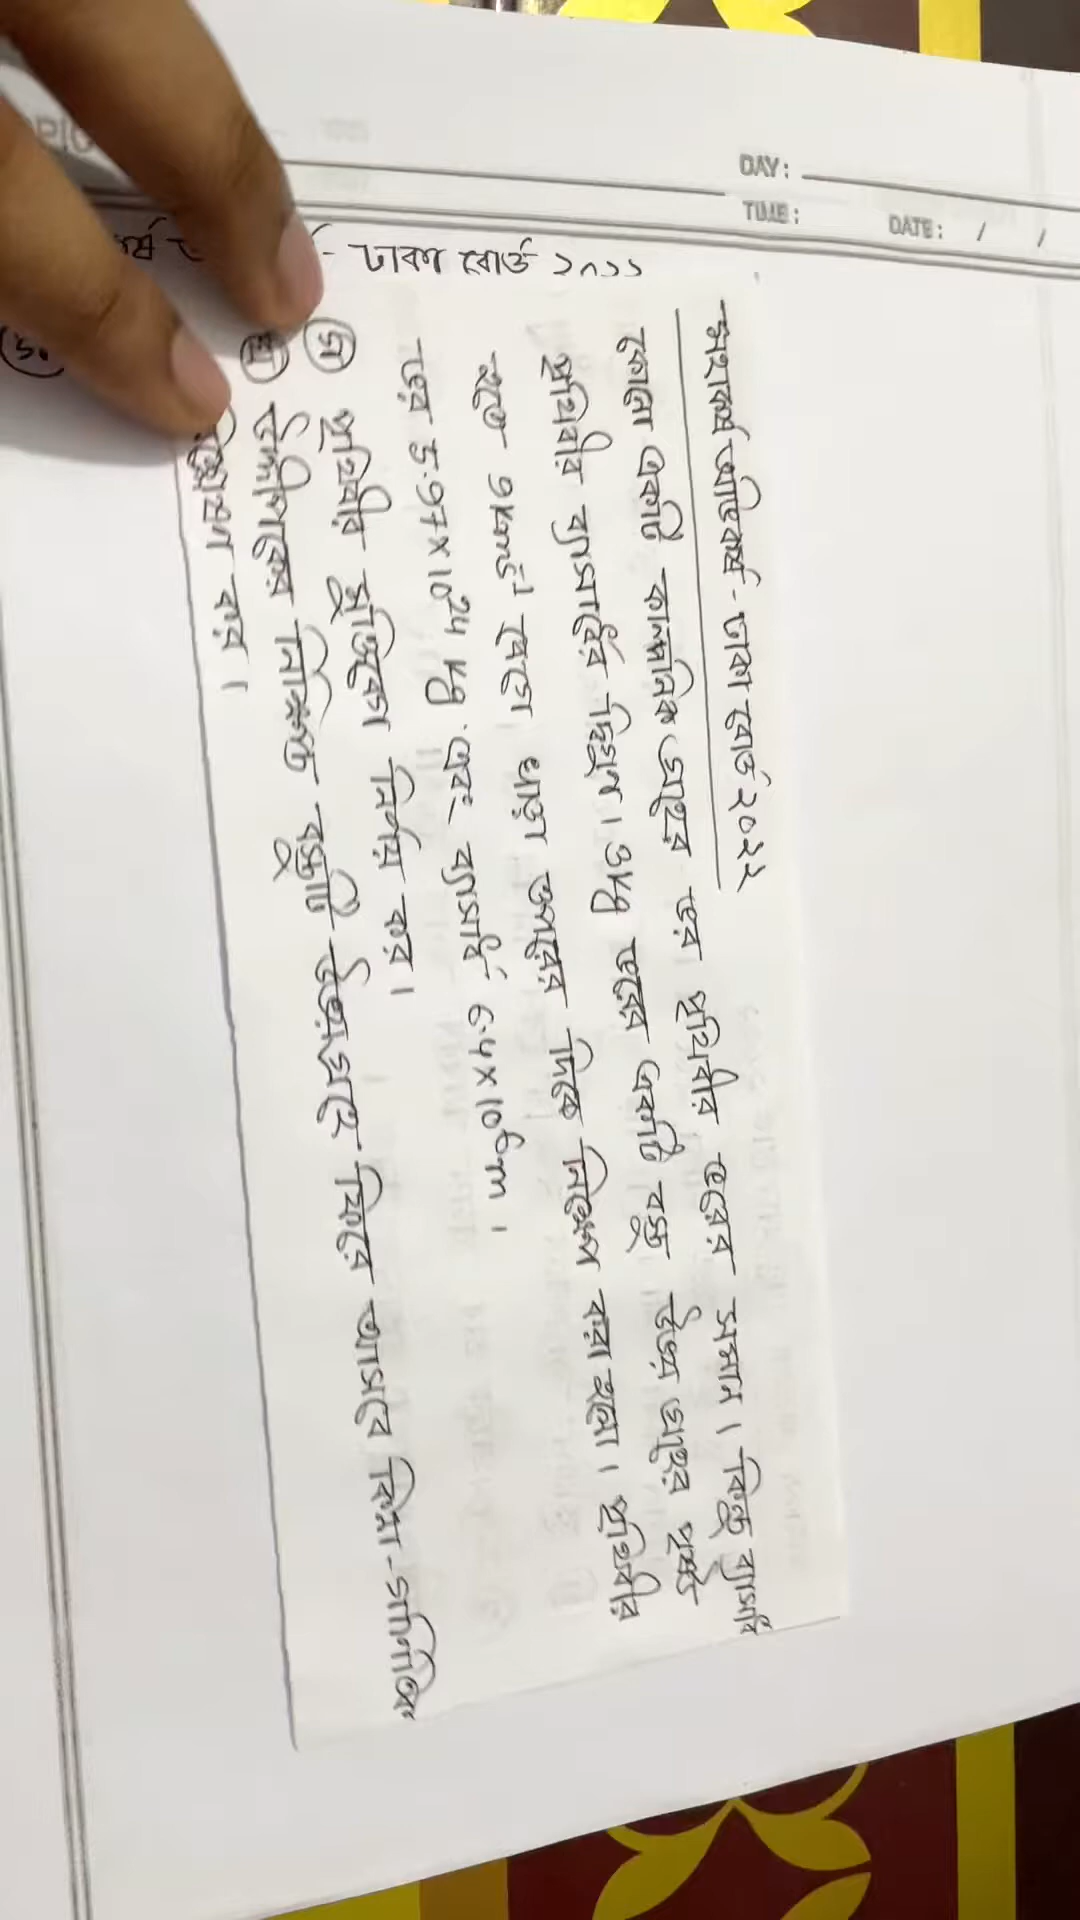 DAY:
TIME:
DATE: / /
মহাকর্ষ অভিকর্ষ - ঢাকা বোর্ড ২০২২
কোনো একটি কাল্পনিক গ্রহের ভর পৃথিবীর ভরের সমান। কিন্তু ব্যাসার্ধ
পৃথিবীর ব্যাসার্ধের দ্বিগুণ। 3kg ভরের একটি বস্তু উক্ত গ্রহের পৃষ্ঠ
হতে 9kms⁻¹ বেগে খাড়া উপরের দিকে নিক্ষেপ করা হলো। পৃথিবীর
ভর 5.97×10²⁴ kg এবং ব্যাসার্ধ 6.4×10⁶m।
গ পৃথিবীর মুক্তিবেগ নির্ণয় কর।
ঘ উদ্দীপকের নিক্ষিপ্ত বস্তুটি উক্তগ্রহে ফিরে আসবে কিনা-গাণিতিক
কর।
- ঢাকা বোর্ড ২০১১